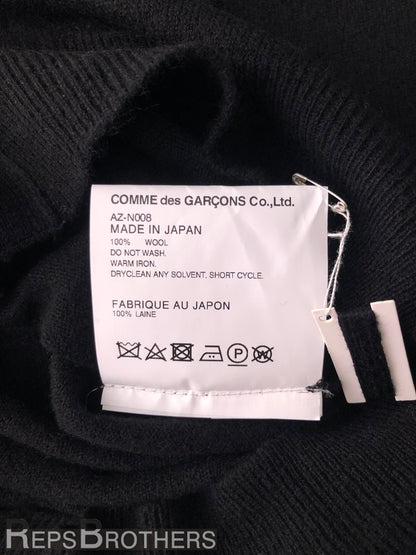 COMME des GARÇONS Co.,Ltd.
AZ-N008
MADE IN JAPAN
100% WOOL
DO NOT WASH.
WARM IRON.
DRYCLEAN ANY SOLVENT. SHORT CYCLE.
FABRIQUE AU JAPON
100% LAINE
P
REPSBROTHERS